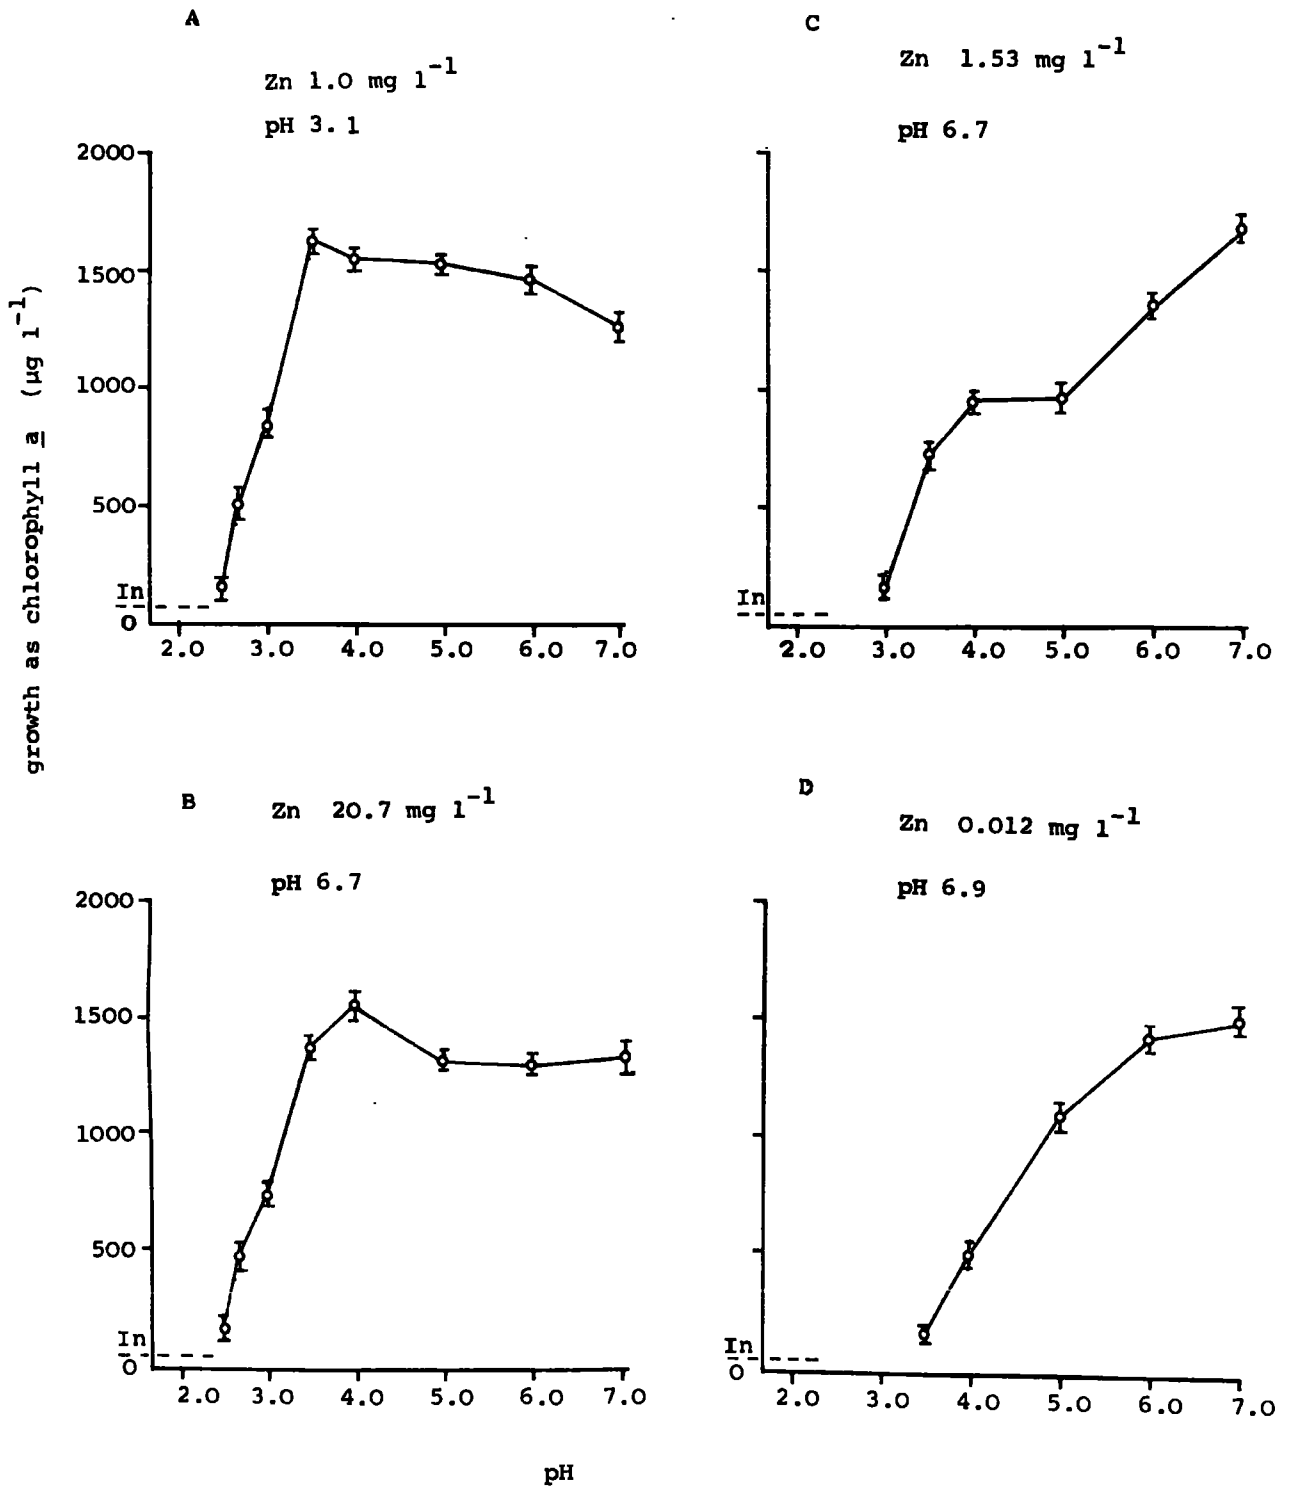 A
Zn 1.0 mg l⁻¹
pH 3.1
2000
1500
1000
500
In
0
2.0 3.0 4.0 5.0 6.0 7.0
C
Zn 1.53 mg l⁻¹
pH 6.7
In
2.0 3.0 4.0 5.0 6.0 7.0
growth as chlorophyll a (µg l⁻¹)
B
Zn 20.7 mg l⁻¹
pH 6.7
2000
1500
1000
500
In
0
2.0 3.0 4.0 5.0 6.0 7.0
D
Zn 0.012 mg l⁻¹
pH 6.9
In
0
2.0 3.0 4.0 5.0 6.0 7.0
pH